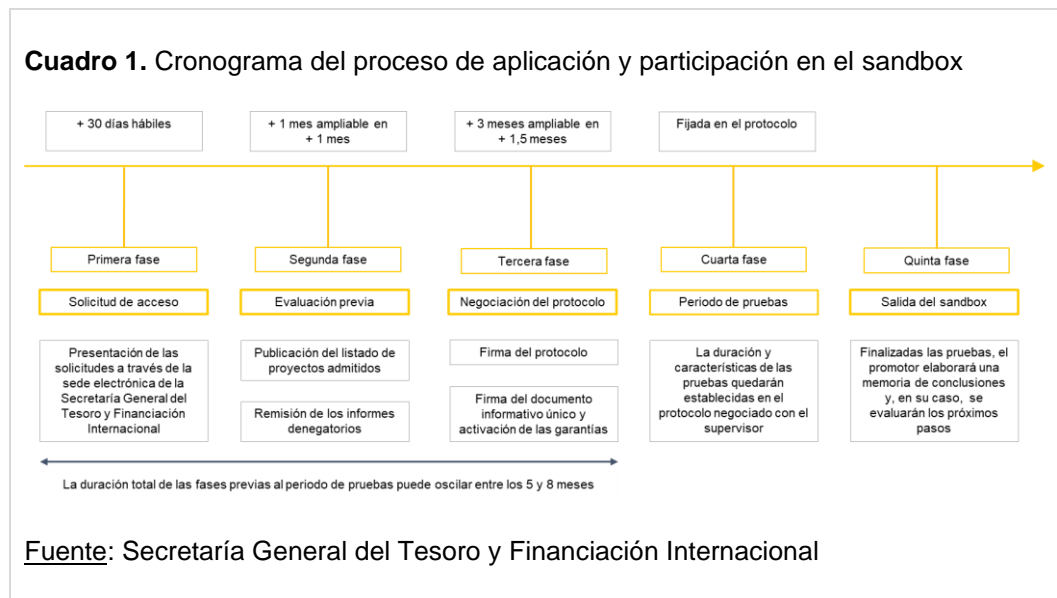 Cuadro 1. Cronograma del proceso de aplicación y participación en el sandbox
+ 30 días hábiles
+ 1 mes ampliable en
+ 1 mes
+ 3 meses ampliable en
+ 1,5 meses
Fijada en el protocolo
Primera fase
Segunda fase
Tercera fase
Cuarta fase
Quinta fase
Solicitud de acceso
Evaluación previa
Negociación del protocolo
Periodo de pruebas
Salida del sandbox
Presentación de las
solicitudes a través de la
sede electrónica de la
Secretaría General del
Tesoro y Financiación
Internacional
Publicación del listado de
proyectos admitidos
Remisión de los informes
denegatorios
Firma del protocolo
Firma del documento
informativo único y
activación de las garantías
La duración y
características de las
pruebas quedarán
establecidas en el
protocolo negociado con el
supervisor
Finalizadas las pruebas, el
promotor elaborará una
memoria de conclusiones
y, en su caso, se
evaluarán los próximos
pasos
La duración total de las fases previas al periodo de pruebas puede oscilar entre los 5 y 8 meses
Fuente: Secretaría General del Tesoro y Financiación Internacional